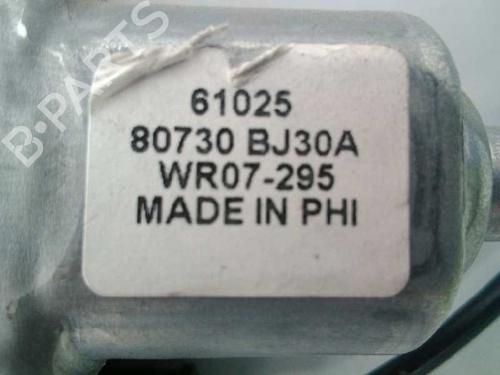 B-PARTS
61025
80730 BJ30A
WR07-295
MADE IN PHI